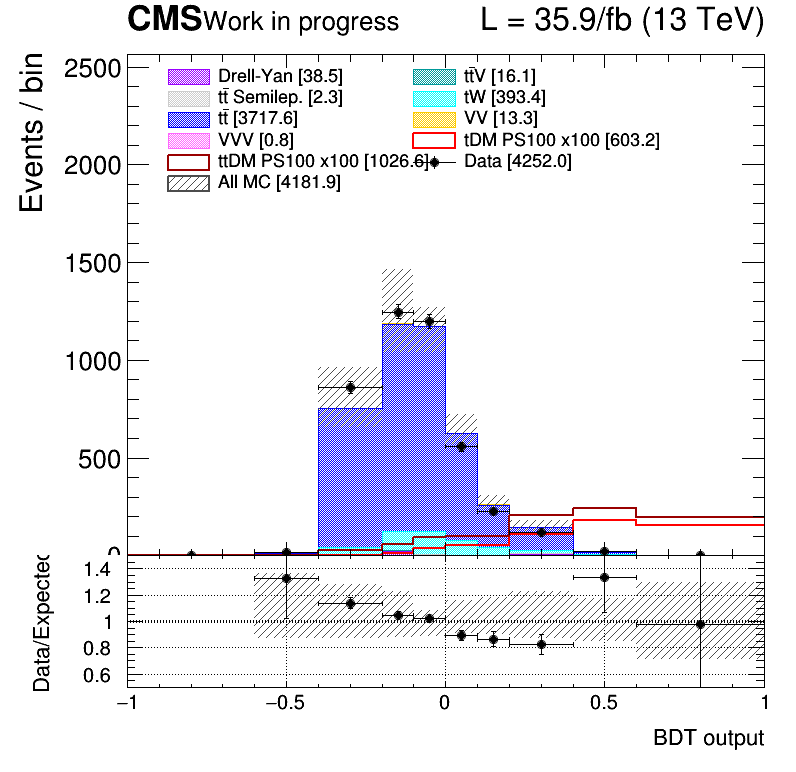 CMS Work in progress L = 35.9/fb (13 TeV)
Events / bin
2500
2000
1500
1000
500
0
Drell-Yan [38.5] tt̄V [16.1]
tt̄ Semilep. [2.3] tW [393.4]
tt̄ [3717.6] VV [13.3]
VVV [0.8] tDM PS100 x100 [603.2]
ttDM PS100 x100 [1026.6] Data [4252.0]
All MC [4181.9]
Data/Expected
1.4
1.2
1
0.8
0.6
−1 −0.5 0 0.5 1
BDT output